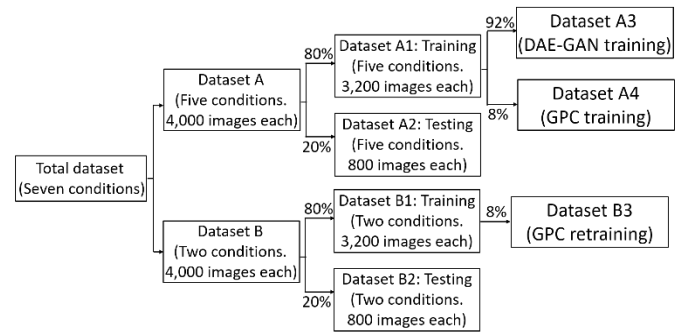 Total dataset
(Seven conditions)
Dataset A
(Five conditions.
4,000 images each)
Dataset B
(Two conditions.
4,000 images each)
80%
Dataset A1: Training
(Five conditions.
3,200 images each)
20%
Dataset A2: Testing
(Five conditions.
800 images each)
80%
Dataset B1: Training
(Two conditions.
3,200 images each)
20%
Dataset B2: Testing
(Two conditions.
800 images each)
92%
Dataset A3
(DAE-GAN training)
8%
Dataset A4
(GPC training)
8%
Dataset B3
(GPC retraining)